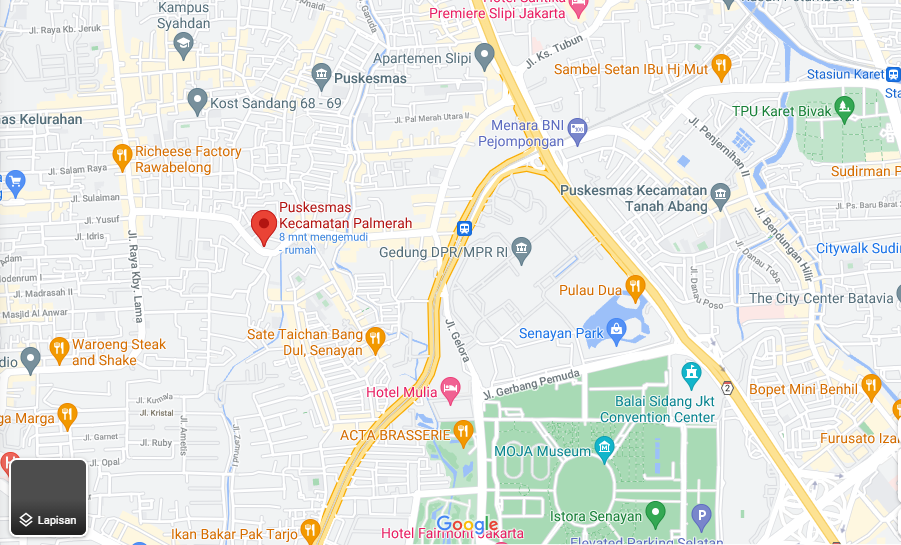 Hotel Santika
Premiere Slipi Jakarta
Kampus
Syahdan
Jl. Raya Kb. Jeruk
Jl. Ks. Tubun
Apartemen Slipi
Puskesmas
Sambel Setan IBu Hj Mut
Stasiun Karet
Kost Sandang 68 - 69
TPU Karet Bivak
mas Kelurahan
Jl. Pal Merah Utara II
Menara BNI
Pejompongan
Jl. Penjernihan II
Richeese Factory
Rawabelong
Jl. Salam Raya
Sudirman P
Puskesmas Kecamatan
Tanah Abang
Jl. Sulaiman
Puskesmas
Kecamatan Palmerah
8 mnt mengemudi
- rumah
Jl. Yusuf
Jl. Idris
Jl. Ps. Baru Barat
Jl. Bendungan Hilir
Gedung DPR/MPR RI
Citywalk Sudir
Jl. Danau Toba
Jl. Raya Kby. Lama
Jl. Madrasah II
Pulau Dua
Jl. Danau Poso
The City Center Batavia
Masjid Al Anwar
Sate Taichan Bang
Dul, Senayan
Senayan Park
Jl. Gelora
Waroeng Steak
and Shake
dio
Jl. Gerbang Pemuda
2
Hotel Mulia
Balai Sidang Jkt
Convention Center
Bopet Mini Benhil
Jl. Kumala
Jl. Kristal
ga Marga
Jl. Garnet
Jl. Ruby
Jl. Ametis
Jl. Zamrud I
ACTA BRASSERIE
MOJA Museum
Furusato Iza
Jl. Opal
Lapisan
Ikan Bakar Pak Tarjo
Google
Hotel Fairmont Jakarta
Istora Senayan
P
Elevated Parking Selatan